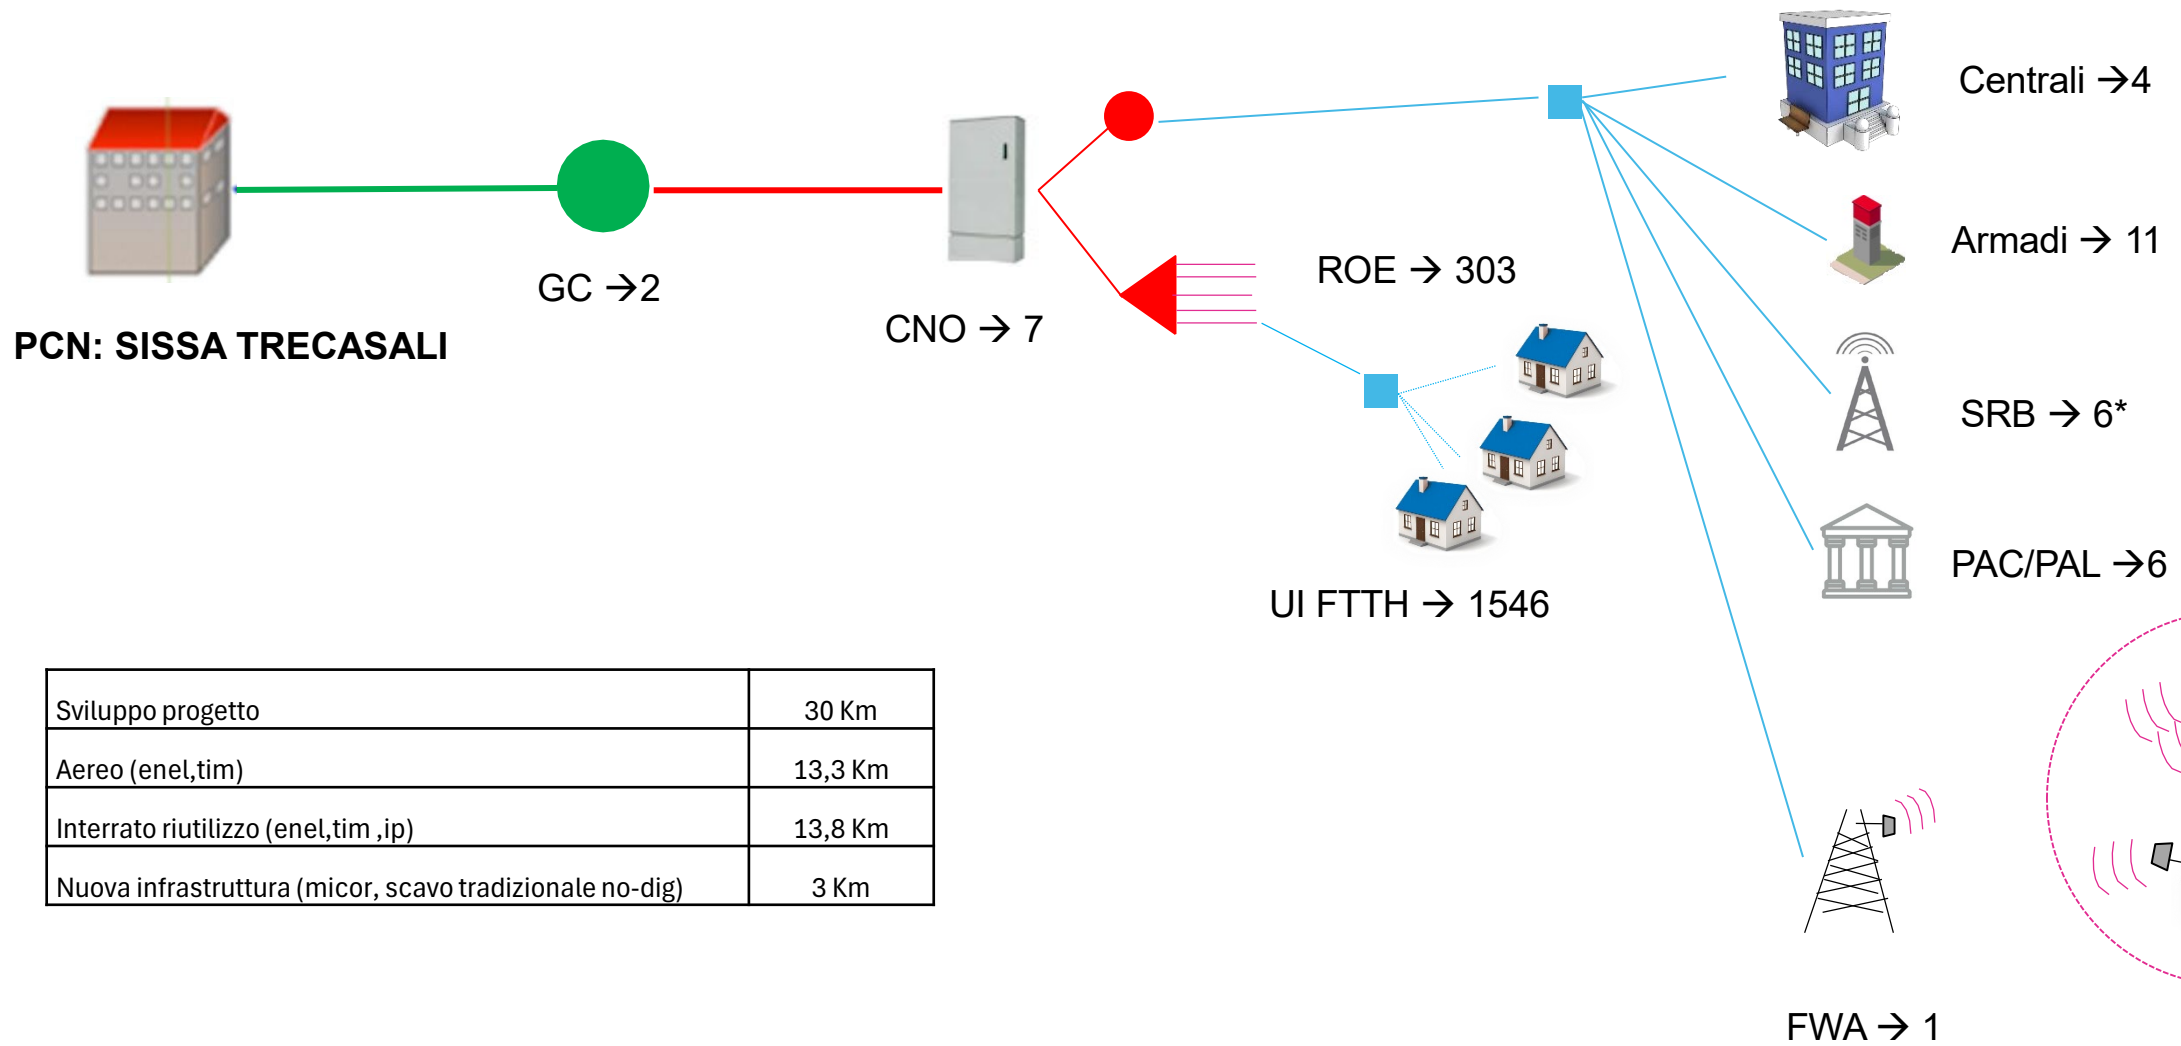 Centrali →4
Armadi → 11
ROE → 303
GC →2
CNO → 7
PCN: SISSA TRECASALI
SRB → 6*
PAC/PAL →6
UI FTTH → 1546
Sviluppo progetto 30 Km
Aereo (enel,tim) 13,3 Km
Interrato riutilizzo (enel,tim ,ip) 13,8 Km
Nuova infrastruttura (micor, scavo tradizionale no-dig) 3 Km
FWA → 1